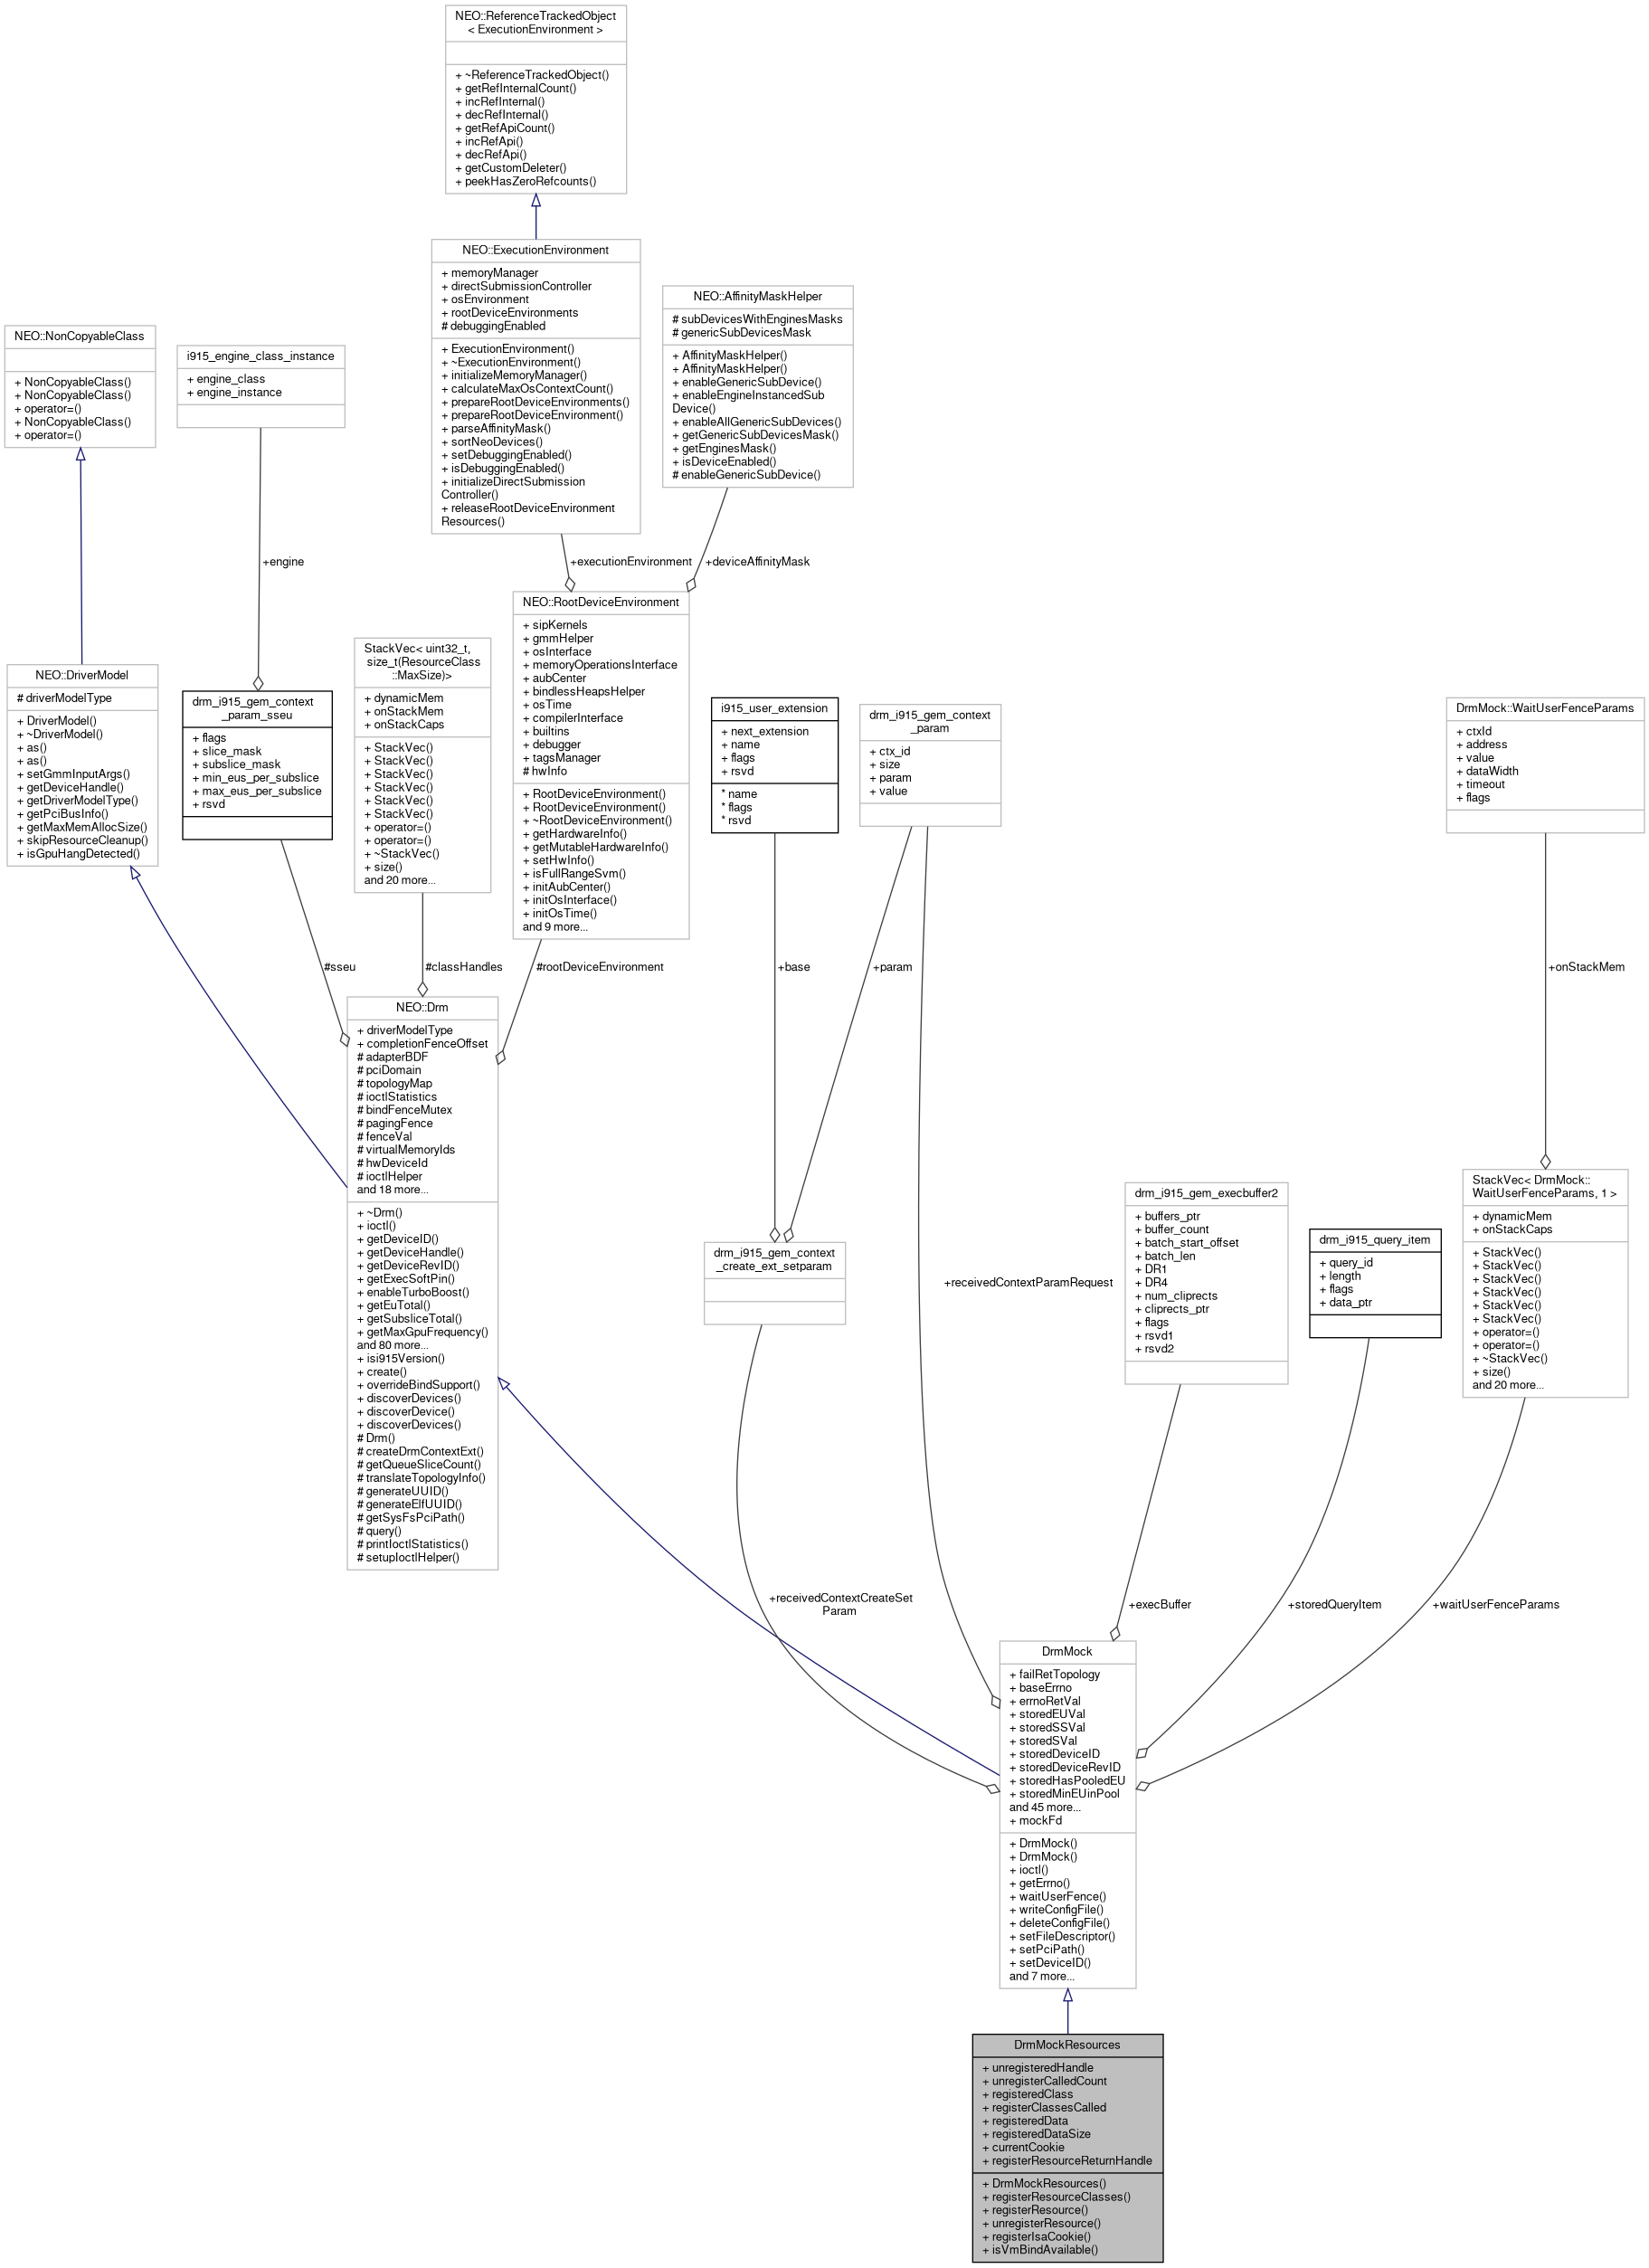 NEO::ReferenceTrackedObject
< ExecutionEnvironment >
+ ~ReferenceTrackedObject()
+ getRefInternalCount()
+ incRefInternal()
+ decRefInternal()
+ getRefApiCount()
+ incRefApi()
+ decRefApi()
+ getCustomDeleter()
+ peekHasZeroRefcounts()
NEO::ExecutionEnvironment
+ memoryManager
+ directSubmissionController
+ osEnvironment
+ rootDeviceEnvironments
# debuggingEnabled
+ ExecutionEnvironment()
+ ~ExecutionEnvironment()
+ initializeMemoryManager()
+ calculateMaxOsContextCount()
+ prepareRootDeviceEnvironments()
+ prepareRootDeviceEnvironment()
+ parseAffinityMask()
+ sortNeoDevices()
+ setDebuggingEnabled()
+ isDebuggingEnabled()
+ initializeDirectSubmission
Controller()
+ releaseRootDeviceEnvironment
Resources()
NEO::AffinityMaskHelper
# subDevicesWithEnginesMasks
# genericSubDevicesMask
+ AffinityMaskHelper()
+ AffinityMaskHelper()
+ enableGenericSubDevice()
+ enableEngineInstancedSub
Device()
+ enableAllGenericSubDevices()
+ getGenericSubDevicesMask()
+ getEnginesMask()
+ isDeviceEnabled()
# enableGenericSubDevice()
NEO::NonCopyableClass
+ NonCopyableClass()
+ NonCopyableClass()
+ operator=()
+ NonCopyableClass()
+ operator=()
i915_engine_class_instance
+ engine_class
+ engine_instance
+engine
+executionEnvironment
+deviceAffinityMask
NEO::DriverModel
# driverModelType
+ DriverModel()
+ ~DriverModel()
+ as()
+ as()
+ setGmmInputArgs()
+ getDeviceHandle()
+ getDriverModelType()
+ getPciBusInfo()
+ getMaxMemAllocSize()
+ skipResourceCleanup()
+ isGpuHangDetected()
drm_i915_gem_context
_param_sseu
+ flags
+ slice_mask
+ subslice_mask
+ min_eus_per_subslice
+ max_eus_per_subslice
+ rsvd
StackVec< uint32_t,
size_t(ResourceClass
::MaxSize)>
+ dynamicMem
+ onStackMem
+ onStackCaps
+ StackVec()
+ StackVec()
+ StackVec()
+ StackVec()
+ StackVec()
+ StackVec()
+ operator=()
+ operator=()
+ ~StackVec()
+ size()
and 20 more...
NEO::RootDeviceEnvironment
+ sipKernels
+ gmmHelper
+ osInterface
+ memoryOperationsInterface
+ aubCenter
+ bindlessHeapsHelper
+ osTime
+ compilerInterface
+ builtins
+ debugger
+ tagsManager
# hwInfo
+ RootDeviceEnvironment()
+ RootDeviceEnvironment()
+ ~RootDeviceEnvironment()
+ getHardwareInfo()
+ getMutableHardwareInfo()
+ setHwInfo()
+ isFullRangeSvm()
+ initAubCenter()
+ initOsInterface()
+ initOsTime()
and 9 more...
i915_user_extension
+ next_extension
+ name
+ flags
+ rsvd
* name
* flags
* rsvd
drm_i915_gem_context
_param
+ ctx_id
+ size
+ param
+ value
DrmMock::WaitUserFenceParams
+ ctxId
+ address
+ value
+ dataWidth
+ timeout
+ flags
#sseu
#classHandles
#rootDeviceEnvironment
+base
+param
+onStackMem
NEO::Drm
+ driverModelType
+ completionFenceOffset
# adapterBDF
# pciDomain
# topologyMap
# ioctlStatistics
# bindFenceMutex
# pagingFence
# fenceVal
# virtualMemoryIds
# hwDeviceId
# ioctlHelper
and 18 more...
+ ~Drm()
+ ioctl()
+ getDeviceID()
+ getDeviceHandle()
+ getDeviceRevID()
+ getExecSoftPin()
+ enableTurboBoost()
+ getEuTotal()
+ getSubsliceTotal()
+ getMaxGpuFrequency()
and 80 more...
+ isi915Version()
+ create()
+ overrideBindSupport()
+ discoverDevices()
+ discoverDevice()
+ discoverDevices()
# Drm()
# createDrmContextExt()
# getQueueSliceCount()
# translateTopologyInfo()
# generateUUID()
# generateElfUUID()
# getSysFsPciPath()
# query()
# printIoctlStatistics()
# setupIoctlHelper()
drm_i915_gem_context
_create_ext_setparam
+receivedContextParamRequest
drm_i915_gem_execbuffer2
+ buffers_ptr
+ buffer_count
+ batch_start_offset
+ batch_len
+ DR1
+ DR4
+ num_cliprects
+ cliprects_ptr
+ flags
+ rsvd1
+ rsvd2
drm_i915_query_item
+ query_id
+ length
+ flags
+ data_ptr
StackVec< DrmMock::
WaitUserFenceParams, 1 >
+ dynamicMem
+ onStackCaps
+ StackVec()
+ StackVec()
+ StackVec()
+ StackVec()
+ StackVec()
+ StackVec()
+ operator=()
+ operator=()
+ ~StackVec()
+ size()
and 20 more...
+receivedContextCreateSet
Param
+execBuffer
+storedQueryItem
+waitUserFenceParams
DrmMock
+ failRetTopology
+ baseErrno
+ errnoRetVal
+ storedEUVal
+ storedSSVal
+ storedSVal
+ storedDeviceID
+ storedDeviceRevID
+ storedHasPooledEU
+ storedMinEUinPool
and 45 more...
+ mockFd
+ DrmMock()
+ DrmMock()
+ ioctl()
+ getErrno()
+ waitUserFence()
+ writeConfigFile()
+ deleteConfigFile()
+ setFileDescriptor()
+ setPciPath()
+ setDeviceID()
and 7 more...
DrmMockResources
+ unregisteredHandle
+ unregisterCalledCount
+ registeredClass
+ registerClassesCalled
+ registeredData
+ registeredDataSize
+ currentCookie
+ registerResourceReturnHandle
+ DrmMockResources()
+ registerResourceClasses()
+ registerResource()
+ unregisterResource()
+ registerIsaCookie()
+ isVmBindAvailable()